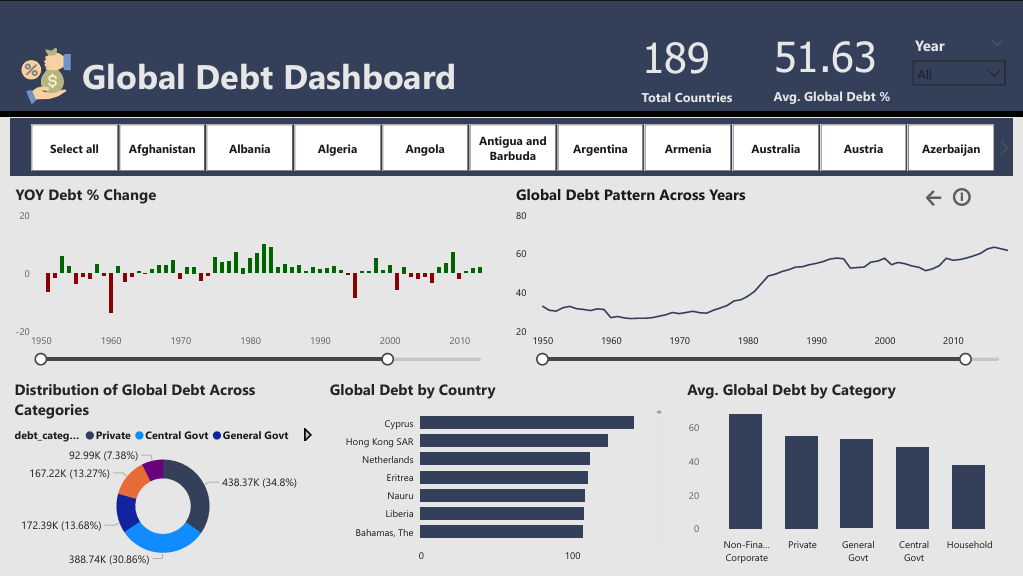 Global Debt Dashboard
%
$
189
Total Countries
51.63
Avg. Global Debt %
Year
All
Select all
Afghanistan
Albania
Algeria
Angola
Antigua and
Barbuda
Argentina
Armenia
Australia
Austria
Azerbaijan
YOY Debt % Change
20
0
-20
1950
1960
1970
1980
1990
2000
2010
Global Debt Pattern Across Years
80
60
40
20
1950
1960
1970
1980
1990
2000
2010
Distribution of Global Debt Across
Categories
debt_categ...
Private
Central Govt
General Govt
92.99K (7.38%)
167.22K (13.27%)
172.39K (13.68%)
388.74K (30.86%)
438.37K (34.8%)
Global Debt by Country
Cyprus
Hong Kong SAR
Netherlands
Eritrea
Nauru
Liberia
Bahamas, The
0
100
Avg. Global Debt by Category
60
40
20
0
Non-Fina...
Corporate
Private
General
Govt
Central
Govt
Household